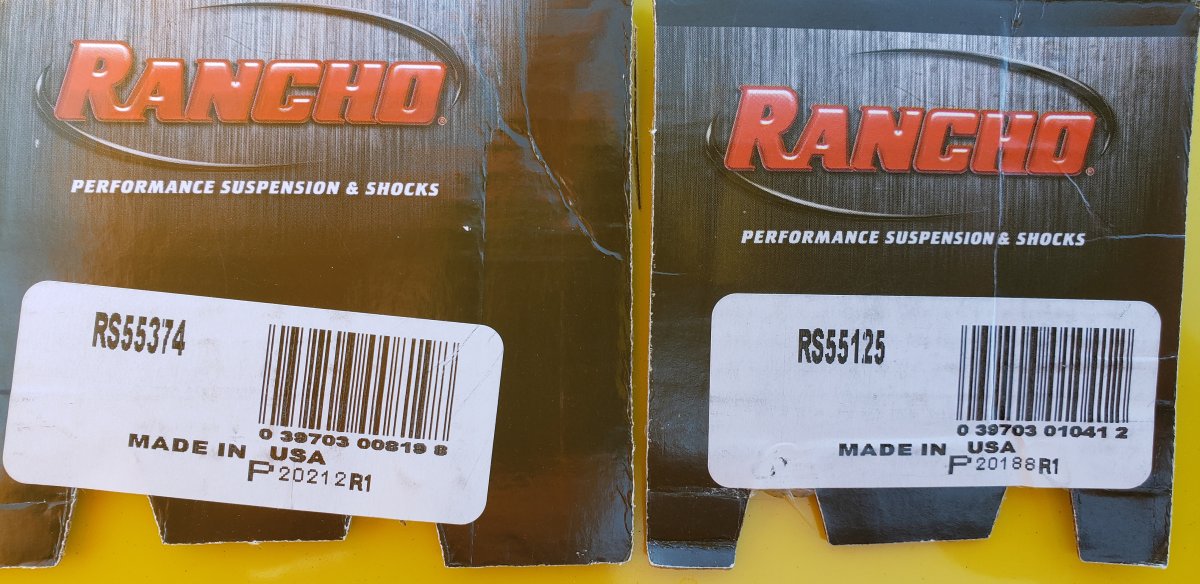 RANCHO®
PERFORMANCE SUSPENSION & SHOCKS
RS55374
0 39703 00819 8
MADE IN USA
P20212R1
RANCHO®
PERFORMANCE SUSPENSION & SHOCKS
RS55125
0 39703 01041 2
MADE IN USA
P20188R1